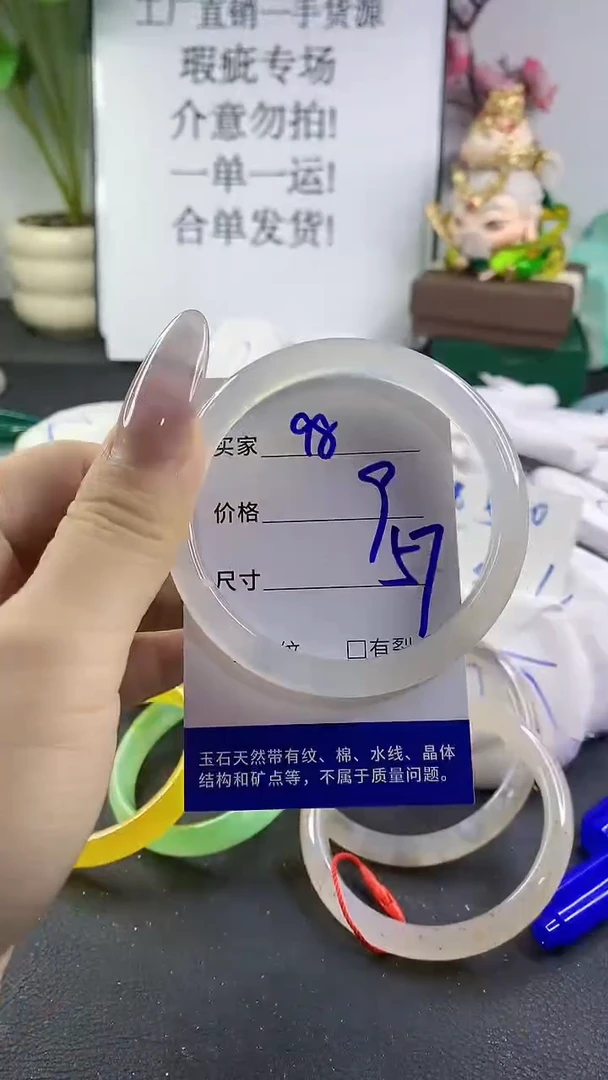 工厂直销一手货源
瑕疵专场
介意勿拍!
一单一运!
合单发货!
买家 98
价格 9
尺寸 57
纹 □有裂
玉石天然带有纹、棉、水线、晶体
结构和矿点等，不属于质量问题。